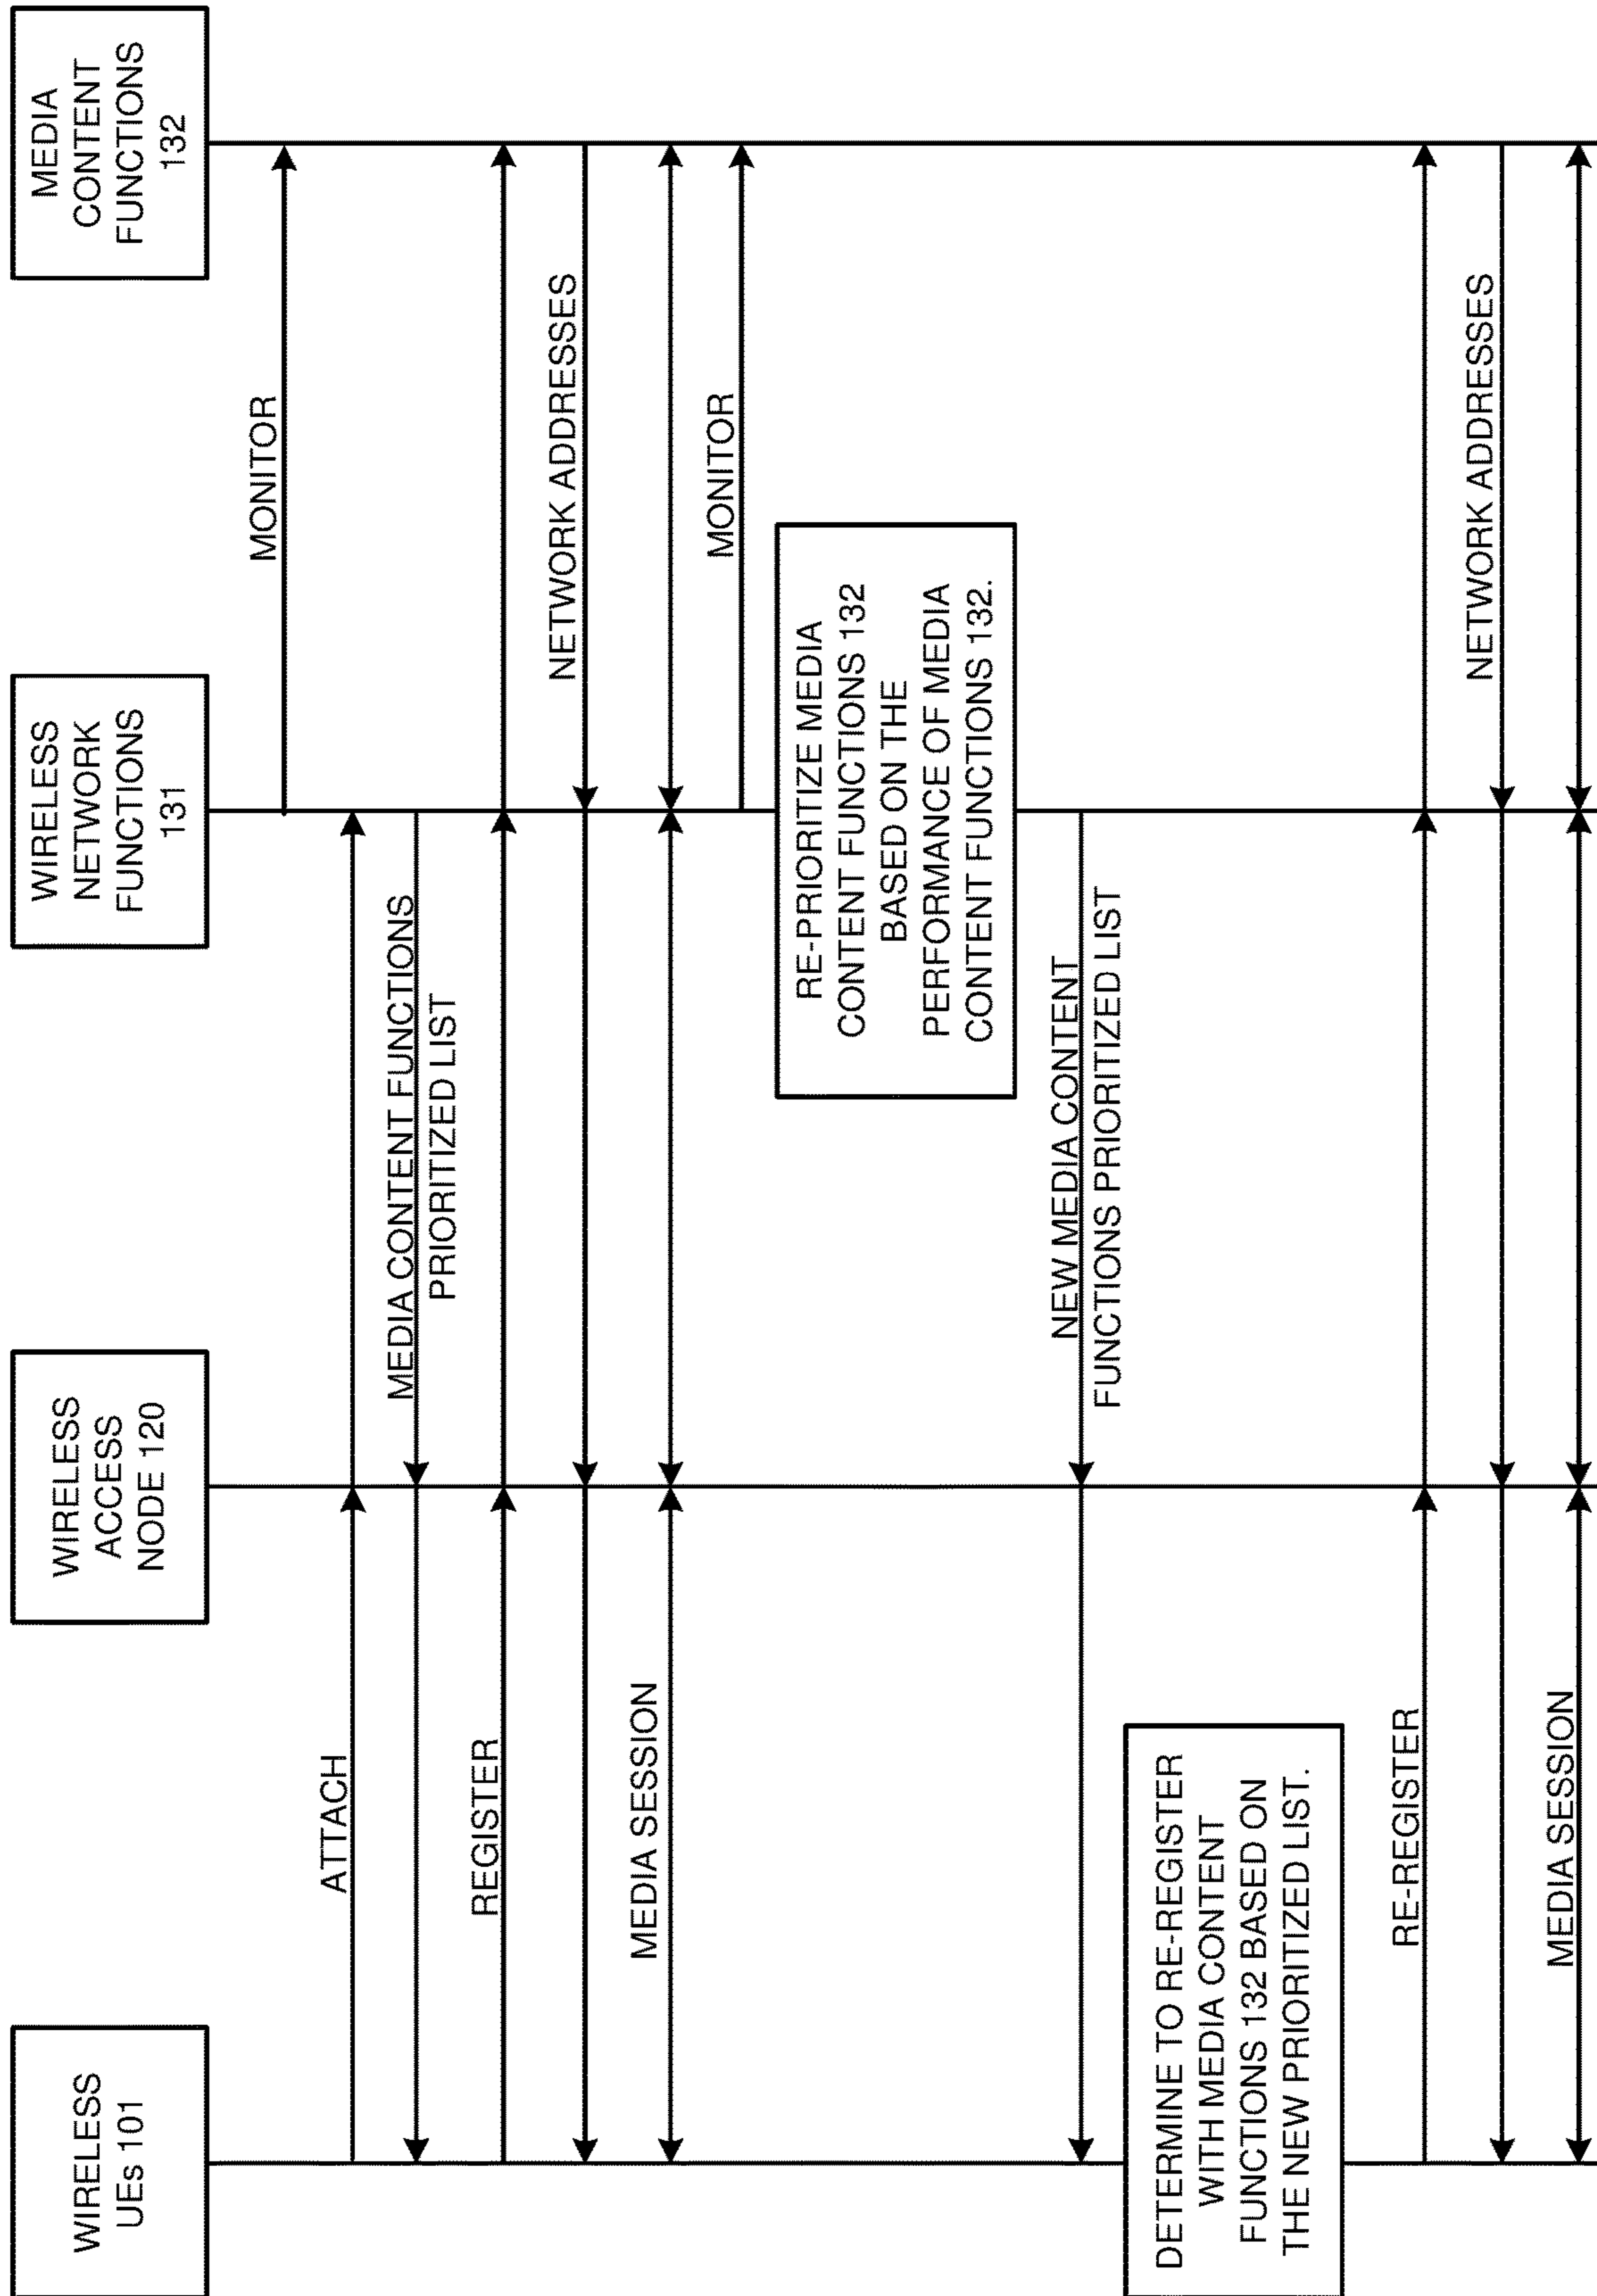 WIRELESS
UEs 101
WIRELESS
ACCESS
NODE 120
WIRELESS
NETWORK
FUNCTIONS
131
MEDIA
CONTENT
FUNCTIONS
132
MONITOR
ATTACH
MEDIA CONTENT FUNCTIONS
PRIORITIZED LIST
REGISTER
NETWORK ADDRESSES
MEDIA SESSION
MONITOR
RE-PRIORITIZE MEDIA
CONTENT FUNCTIONS 132
BASED ON THE
PERFORMANCE OF MEDIA
CONTENT FUNCTIONS 132.
NEW MEDIA CONTENT
FUNCTIONS PRIORITIZED LIST
DETERMINE TO RE-REGISTER
WITH MEDIA CONTENT
FUNCTIONS 132 BASED ON
THE NEW PRIORITIZED LIST.
RE-REGISTER
NETWORK ADDRESSES
MEDIA SESSION